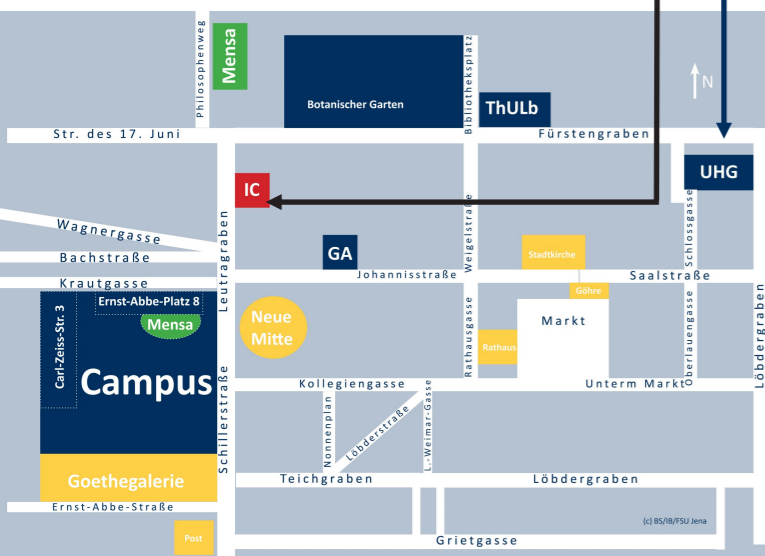 Philosophenweg
Mensa
Botanischer Garten
Bibliotheksplatz
ThULb
N
Str. des 17. Juni
Fürstengraben
UHG
IC
Wagnergasse
Bachstraße
Krautgasse
Leutragraben
GA
Johannisstraße
Weigelstraße
Stadtkirche
Schlossgasse
Saalstraße
Göhre
Ernst-Abbe-Platz 8
Mensa
Carl-Zeiss-Str. 3
Campus
Neue
Mitte
Rathausgasse
Rathaus
Markt
Oberlauengasse
Löbdergraben
Schillerstraße
Kollegiengasse
Unterm Markt
Nonnenplan
Löbderstraße
L.-Weimar-Gasse
Goethegalerie
Teichgraben
Löbdergraben
Ernst-Abbe-Straße
Post
(c) BS/IB/FSU Jena
Grietgasse